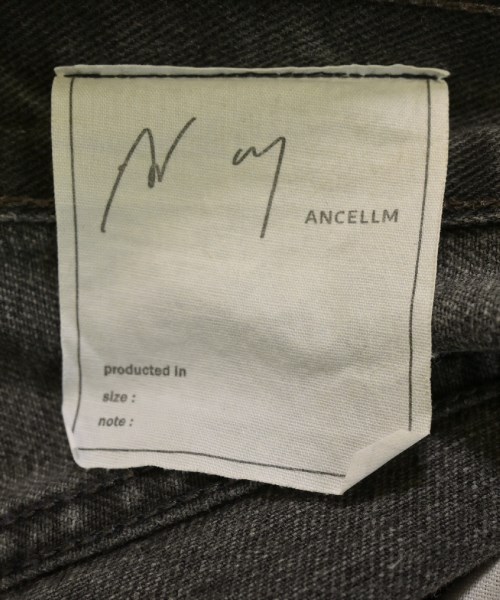 ANCELLM
producted in
size :
note :